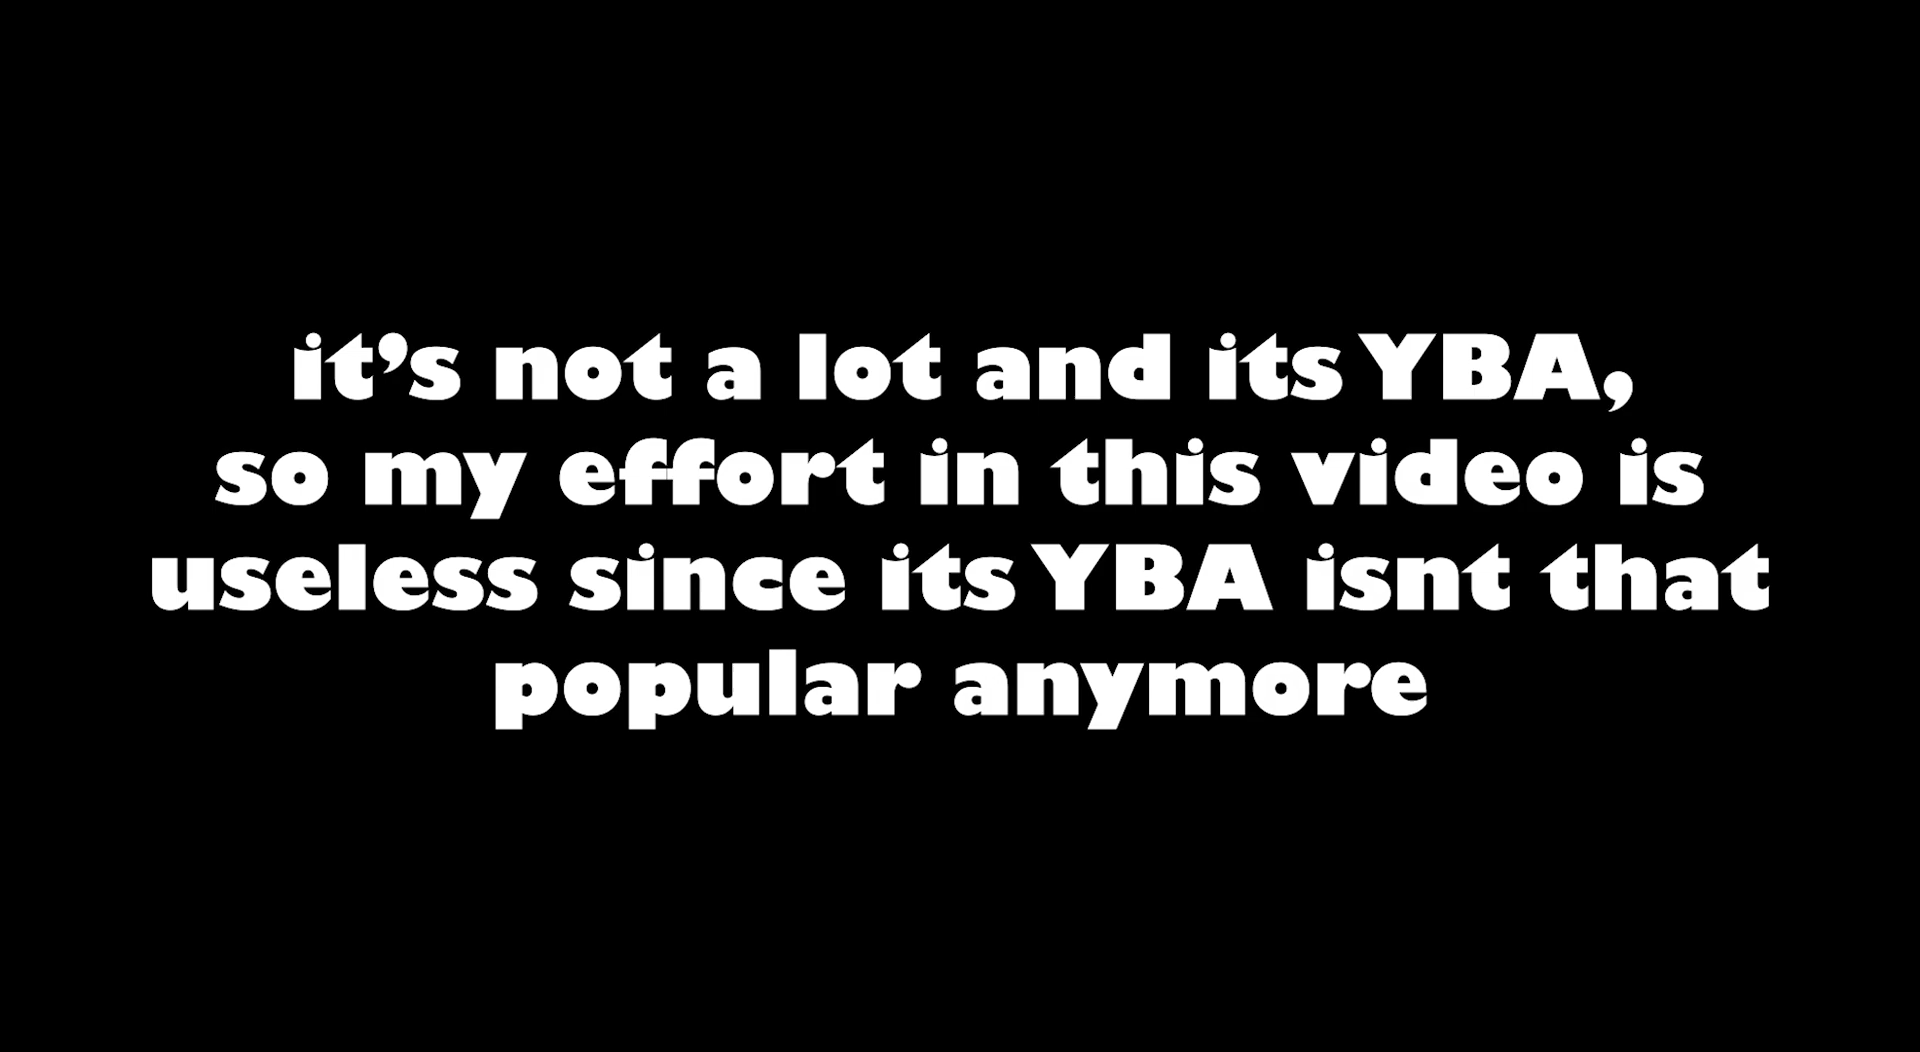 it’s not a lot and its YBA,
so my effort in this video is
useless since its YBA isnt that
popular anymore